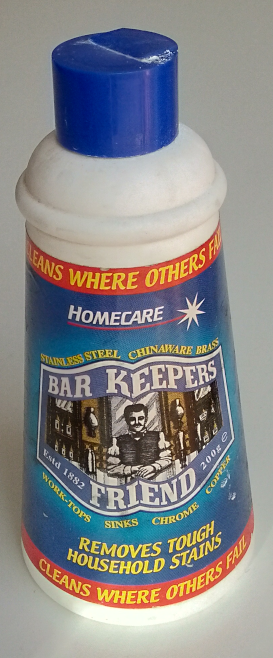 CLEANS WHERE OTHERS FAIL
HOMECARE
STAINLESS STEEL CHINAWARE BRASS
BAR KEEPERS
Estd 1882
200g e
FRIEND
WORK-TOPS SINKS CHROME COPPER
REMOVES TOUGH
HOUSEHOLD STAINS
CLEANS WHERE OTHERS FAIL